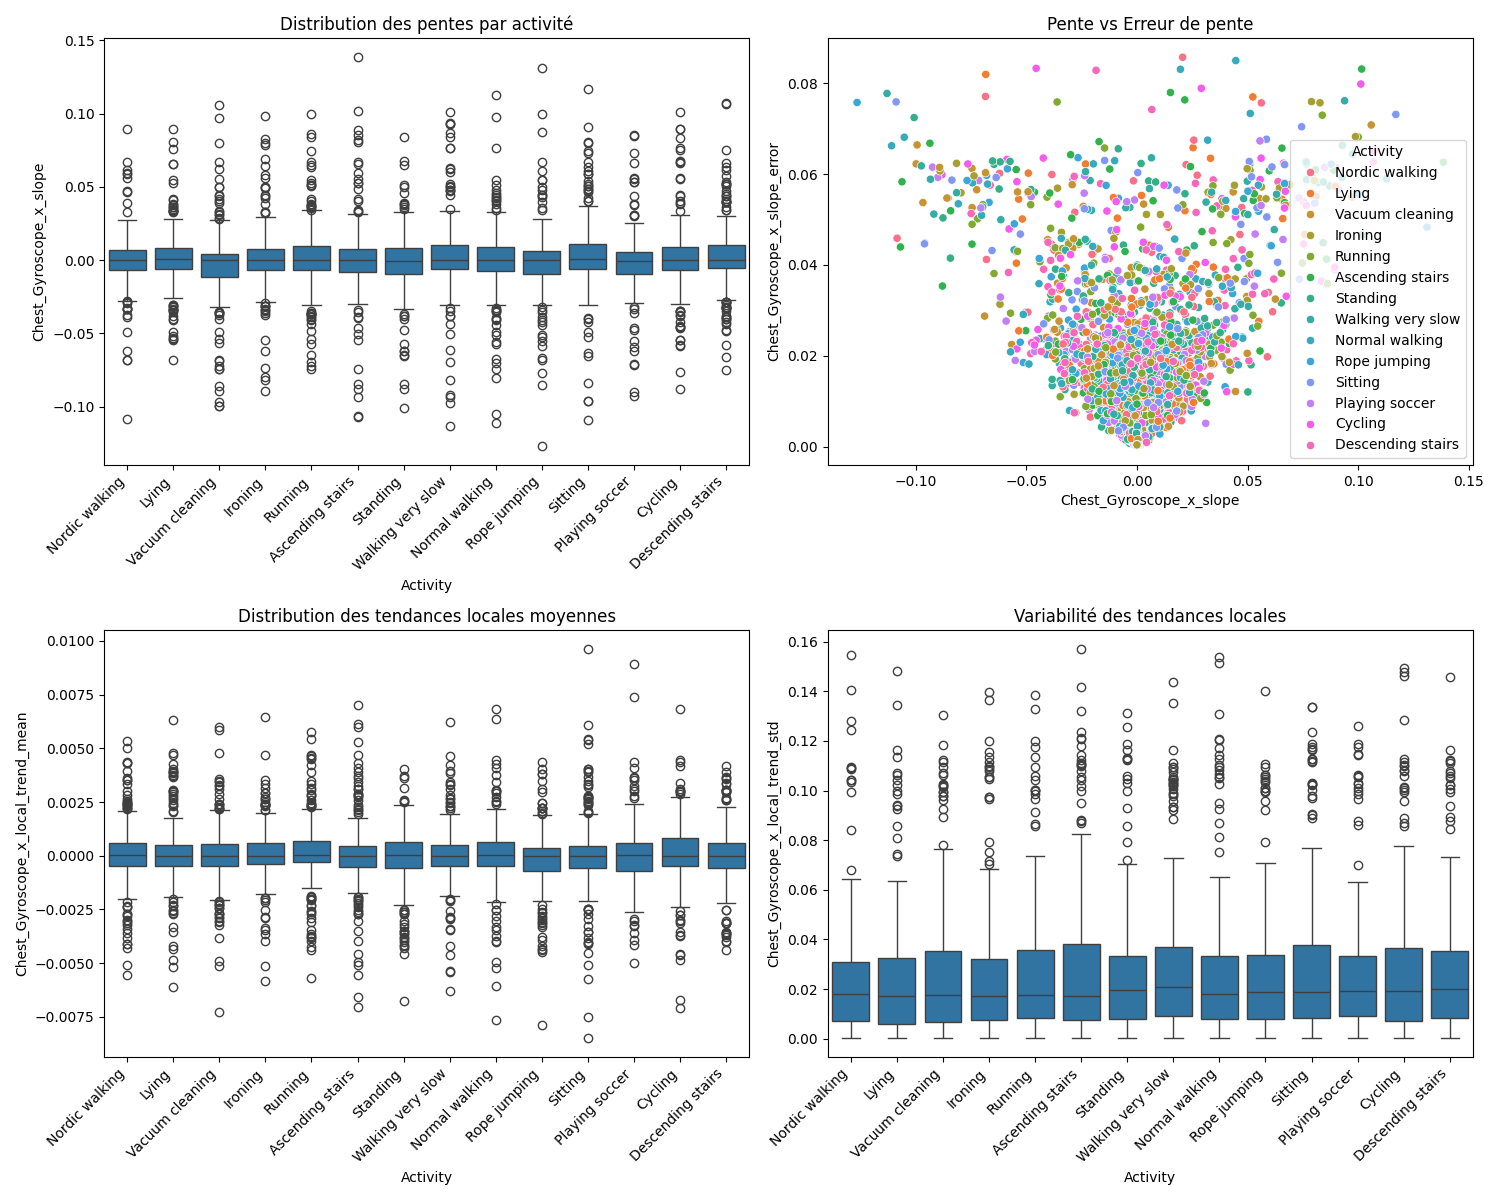 Distribution des pentes par activité
Chest_Gyroscope_x_slope
0.15
0.10
0.05
0.00
−0.05
−0.10
Nordic walking
Lying
Vacuum cleaning
Ironing
Running
Ascending stairs
Standing
Walking very slow
Normal walking
Rope jumping
Sitting
Playing soccer
Cycling
Descending stairs
Activity
Pente vs Erreur de pente
Chest_Gyroscope_x_slope_error
0.08
0.06
0.04
0.02
0.00
−0.10
−0.05
0.00
0.05
0.10
0.15
Chest_Gyroscope_x_slope
Activity
Nordic walking
Lying
Vacuum cleaning
Ironing
Running
Ascending stairs
Standing
Walking very slow
Normal walking
Rope jumping
Sitting
Playing soccer
Cycling
Descending stairs
Distribution des tendances locales moyennes
Chest_Gyroscope_x_local_trend_mean
0.0100
0.0075
0.0050
0.0025
0.0000
−0.0025
−0.0050
−0.0075
Nordic walking
Lying
Vacuum cleaning
Ironing
Running
Ascending stairs
Standing
Walking very slow
Normal walking
Rope jumping
Sitting
Playing soccer
Cycling
Descending stairs
Activity
Variabilité des tendances locales
Chest_Gyroscope_x_local_trend_std
0.16
0.14
0.12
0.10
0.08
0.06
0.04
0.02
0.00
Nordic walking
Lying
Vacuum cleaning
Ironing
Running
Ascending stairs
Standing
Walking very slow
Normal walking
Rope jumping
Sitting
Playing soccer
Cycling
Descending stairs
Activity